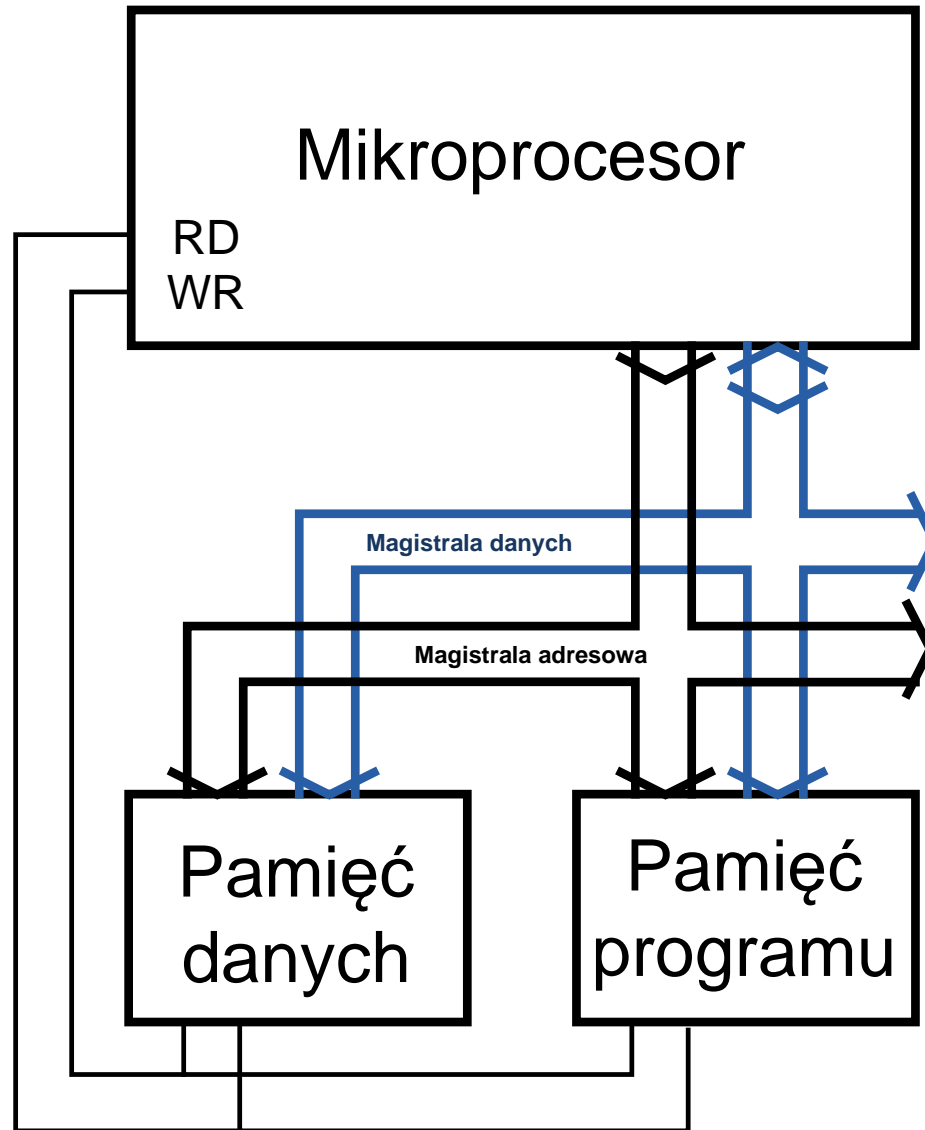 Mikroprocesor
RD
WR
Magistrala danych
Magistrala adresowa
Pamięć
danych
Pamięć
programu